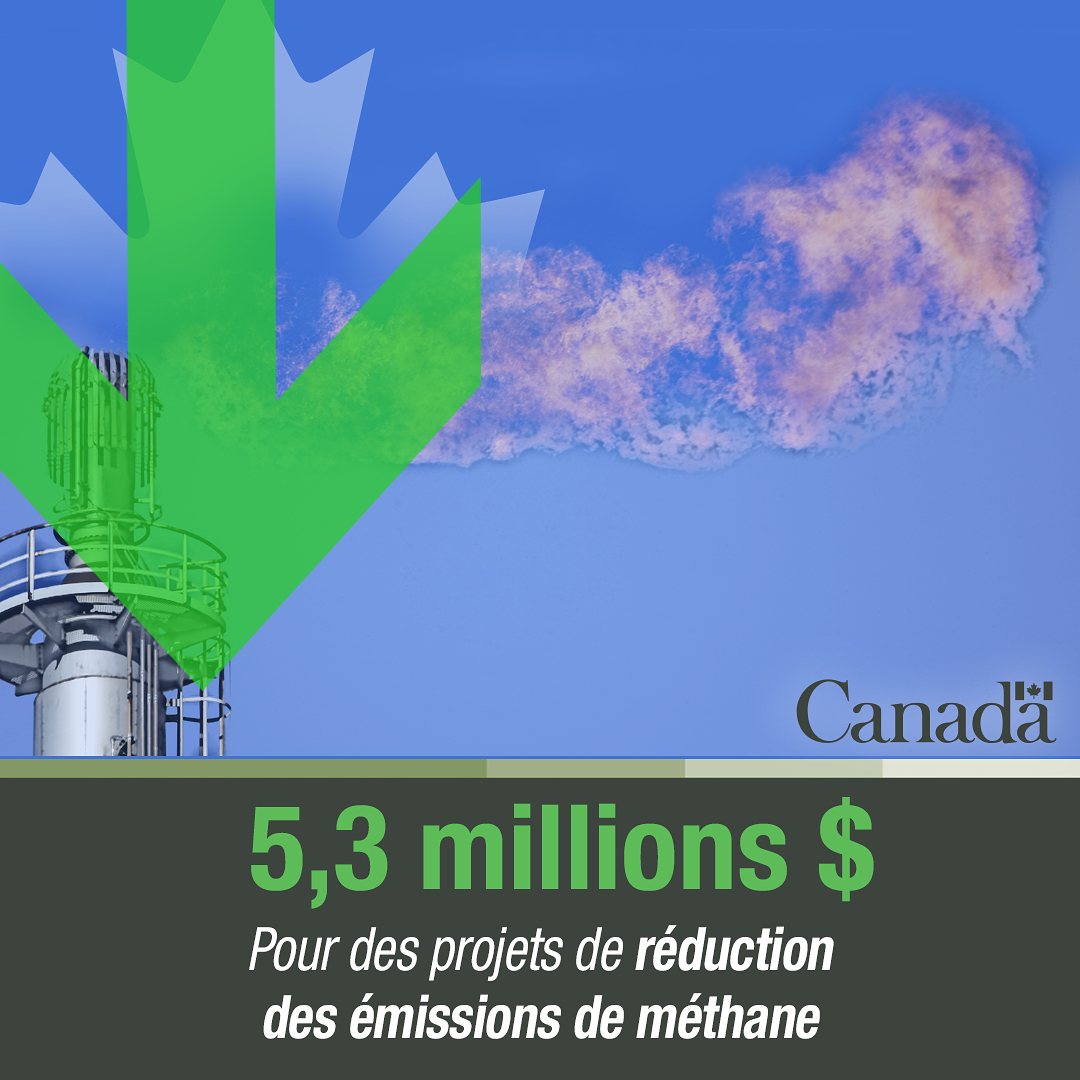 Canada
5,3 millions $
Pour des projets de réduction
des émissions de méthane